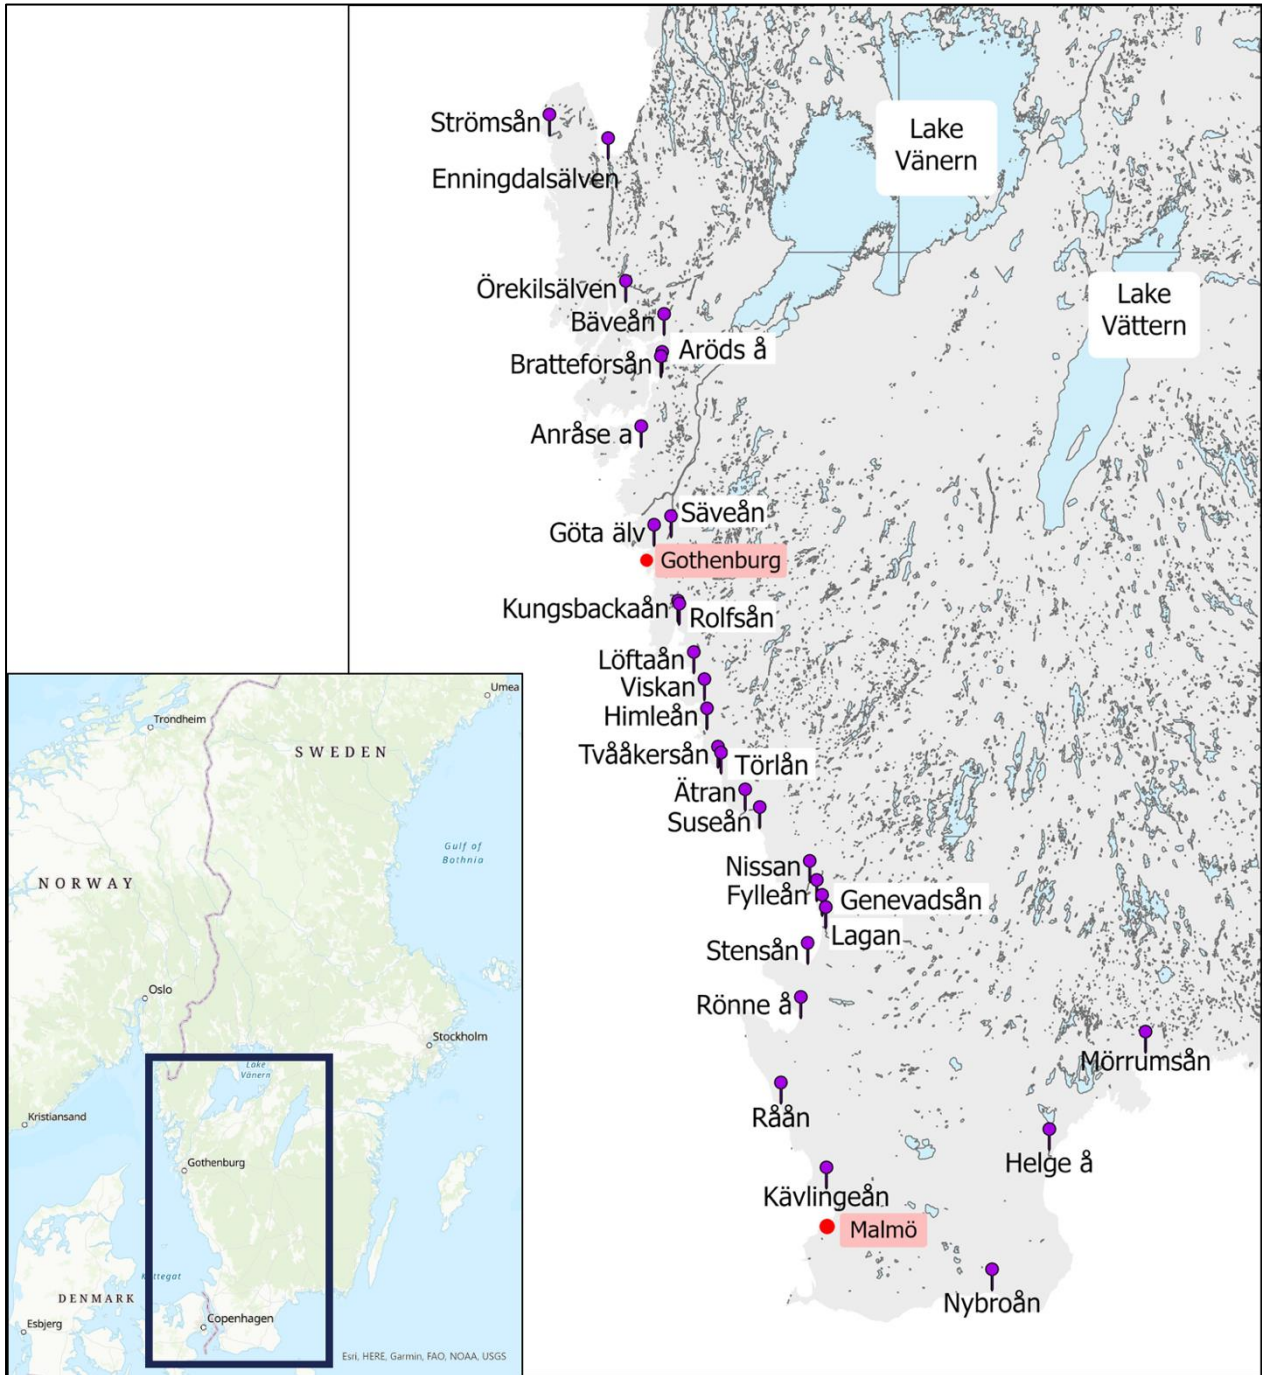 Strömsån
Enningdalsälven
Lake
Vänern
Örekilsälven
Lake
Vättern
Bäveån
Aröds å
Bratteforsån
Anråse a
Säveån
Göta älv
Gothenburg
Kungsbackaån
Rolfsån
Löftaån
Viskan
Himleån
Tvååkersån
Törlån
Ätran
Suseån
Nissan
Fylleån
Genevadsån
Lagan
Stensån
Rönne å
Mörrumsån
Råån
Helge å
Kävlingeån
Malmö
Nybroån
Umea
Trondheim
SWEDEN
Gulf of
Bothnia
NORWAY
Oslo
Stockholm
Lake
Vänern
Kristiansand
Gothenburg
Kattegat
DENMARK
Copenhagen
Esbjerg
Esri, HERE, Garmin, FAO, NOAA, USGS